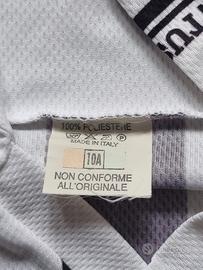 100% POLIESTERE
MADE IN ITALY
10A
NON CONFORME
ALL'ORIGINALE